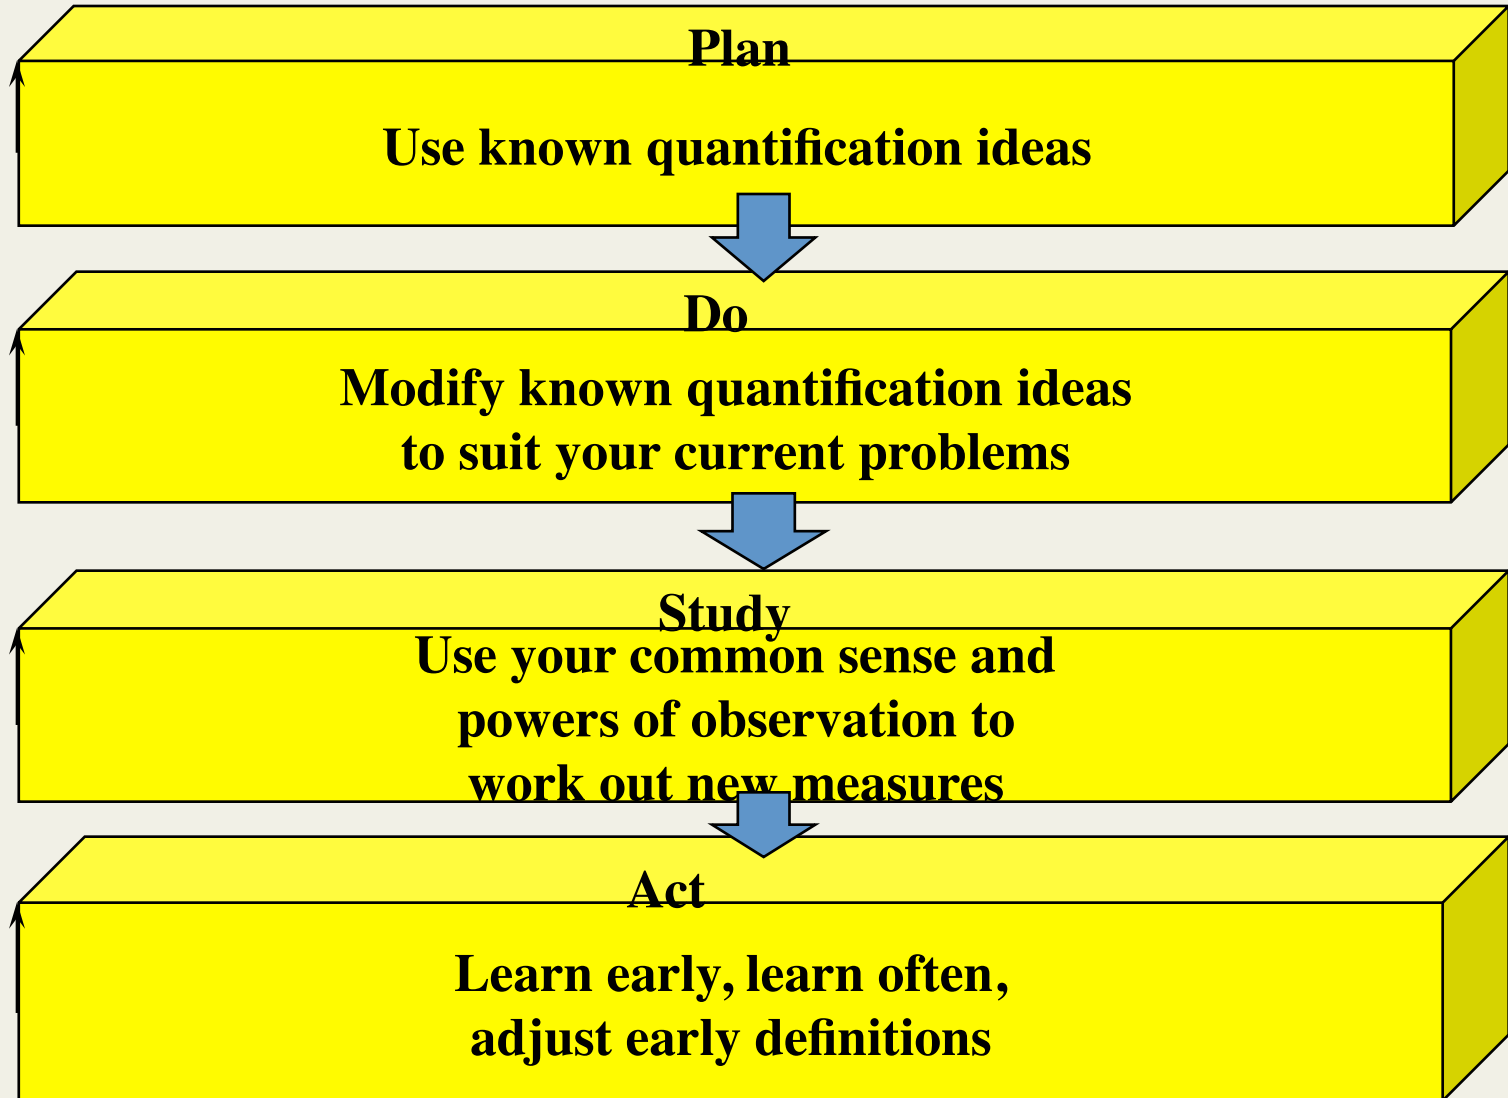 Plan
Use known quantification ideas
Do
Modify known quantification ideas
to suit your current problems
Study
Use your common sense and
powers of observation to
work out new measures
Act
Learn early, learn often,
adjust early definitions